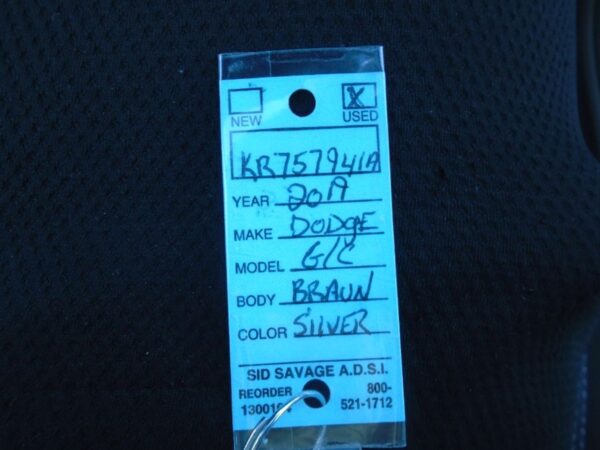 X
NEW USED
KR757941A
YEAR 2019
MAKE DODGE
MODEL G/C
BODY BRAUN
COLOR SILVER
SID SAVAGE A.D.S.I.
REORDER 800-
521-1712